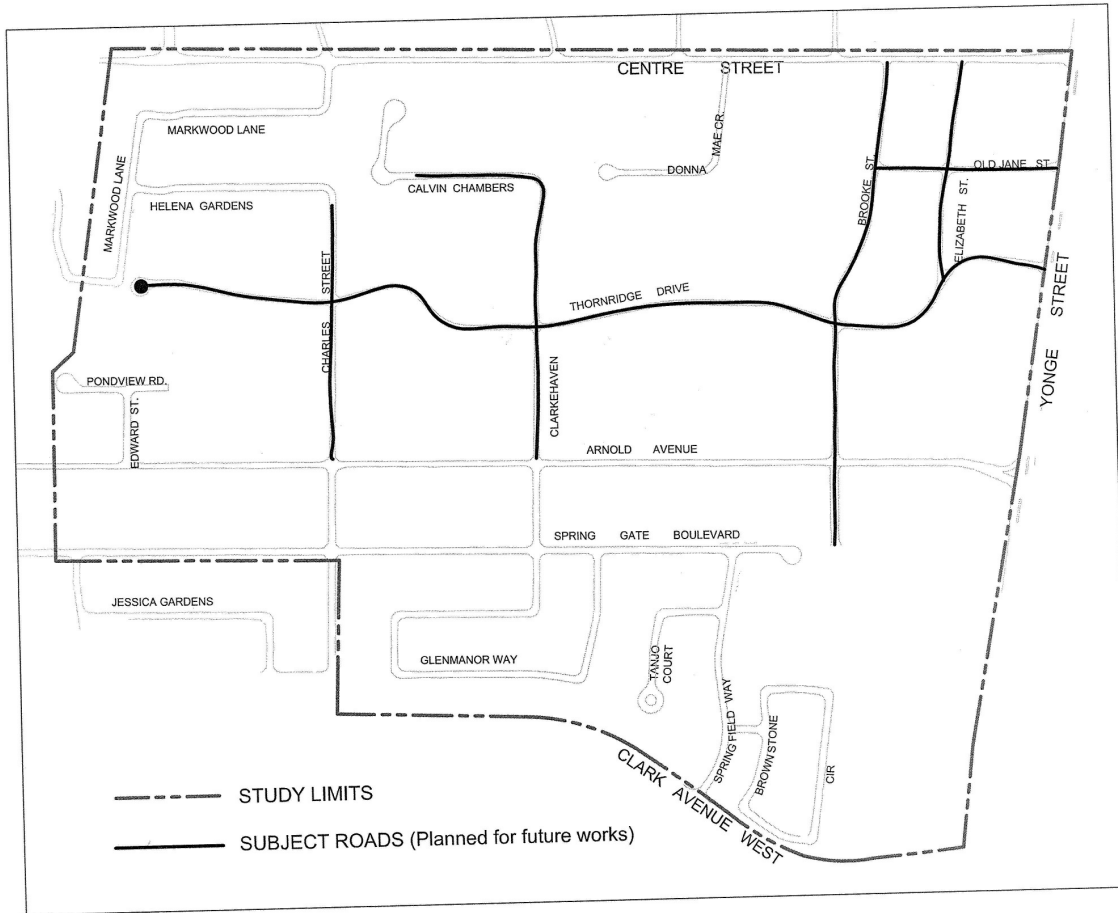 CENTRE STREET
MARKWOOD LANE
MARKWOOD LANE
DONNA MAE CR.
CALVIN CHAMBERS
HELENA GARDENS
BROOKE ST.
OLD JANE ST.
ELIZABETH ST.
CHARLES STREET
THORNRIDGE DRIVE
YONGE STREET
PONDVIEW RD.
EDWARD ST.
CLARKEHAVEN
ARNOLD AVENUE
SPRING GATE BOULEVARD
JESSICA GARDENS
GLENMANOR WAY
TANJO
COURT
SPRING FIELD WAY
BROWN STONE
CIR
CLARK AVENUE WEST
STUDY LIMITS
SUBJECT ROADS (Planned for future works)